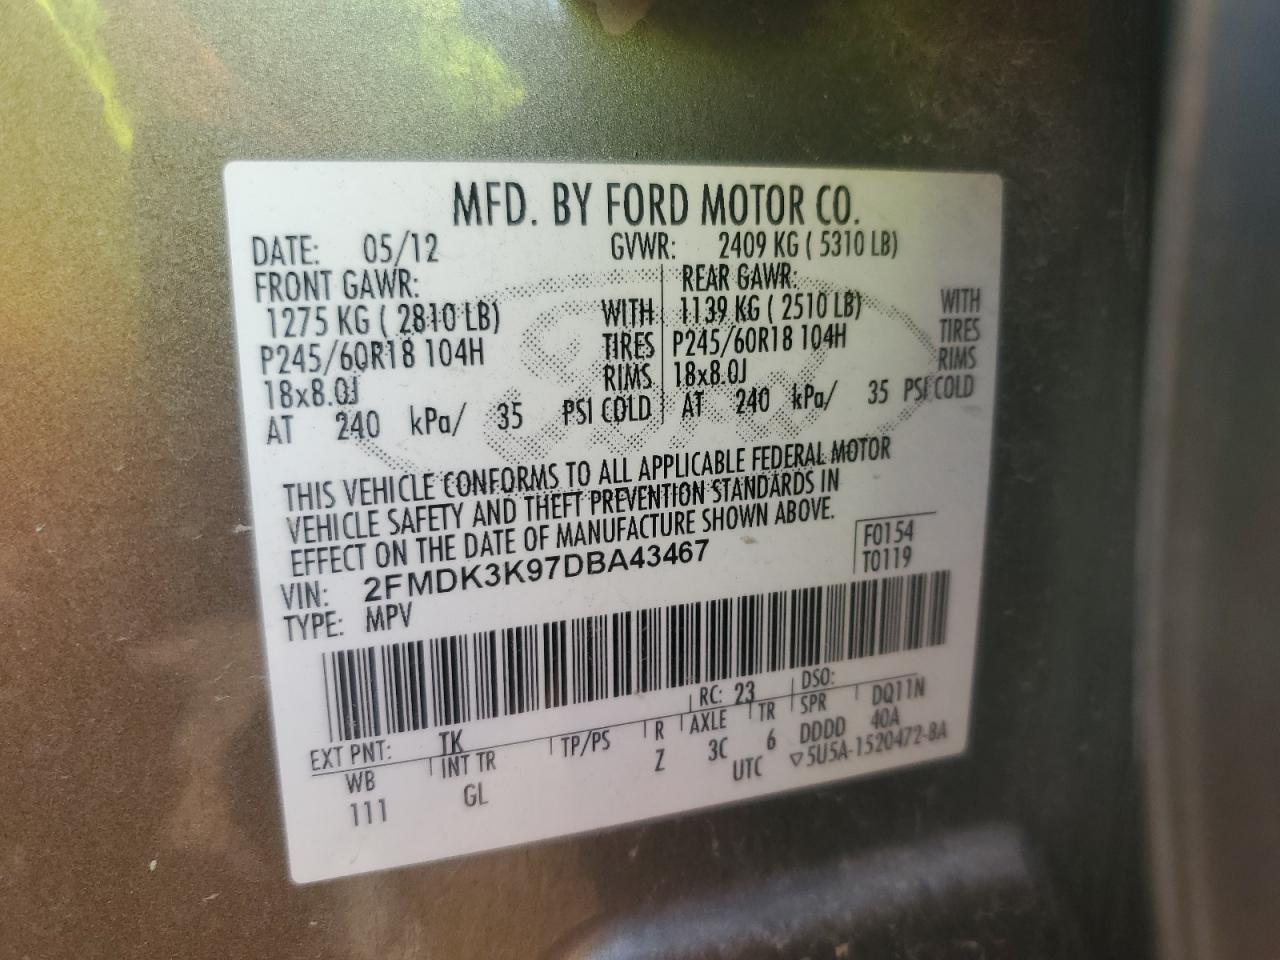 MFD. BY FORD MOTOR CO.
DATE: 05/12 GVWR: 2409 KG ( 5310 LB)
FRONT GAWR: REAR GAWR:
1275 KG ( 2810 LB) WITH 1139 KG ( 2510 LB) WITH
P245/60R18 104H TIRES P245/60R18 104H TIRES
18x8.0J RIMS 18x8.0J RIMS
AT 240 kPa/ 35 PSI COLD AT 240 kPa/ 35 PSI COLD
THIS VEHICLE CONFORMS TO ALL APPLICABLE FEDERAL MOTOR
VEHICLE SAFETY AND THEFT PREVENTION STANDARDS IN
EFFECT ON THE DATE OF MANUFACTURE SHOWN ABOVE.
VIN: 2FMDK3K97DBA43467 F0154
TYPE: MPV T0119
EXT PNT: TK RC: 23 DSO:
WB INT TR TP/PS R AXLE TR SPR DQ11N
111 GL Z 3C 6 DDDD 40A
UTC ▽5U5A-1520472-BA